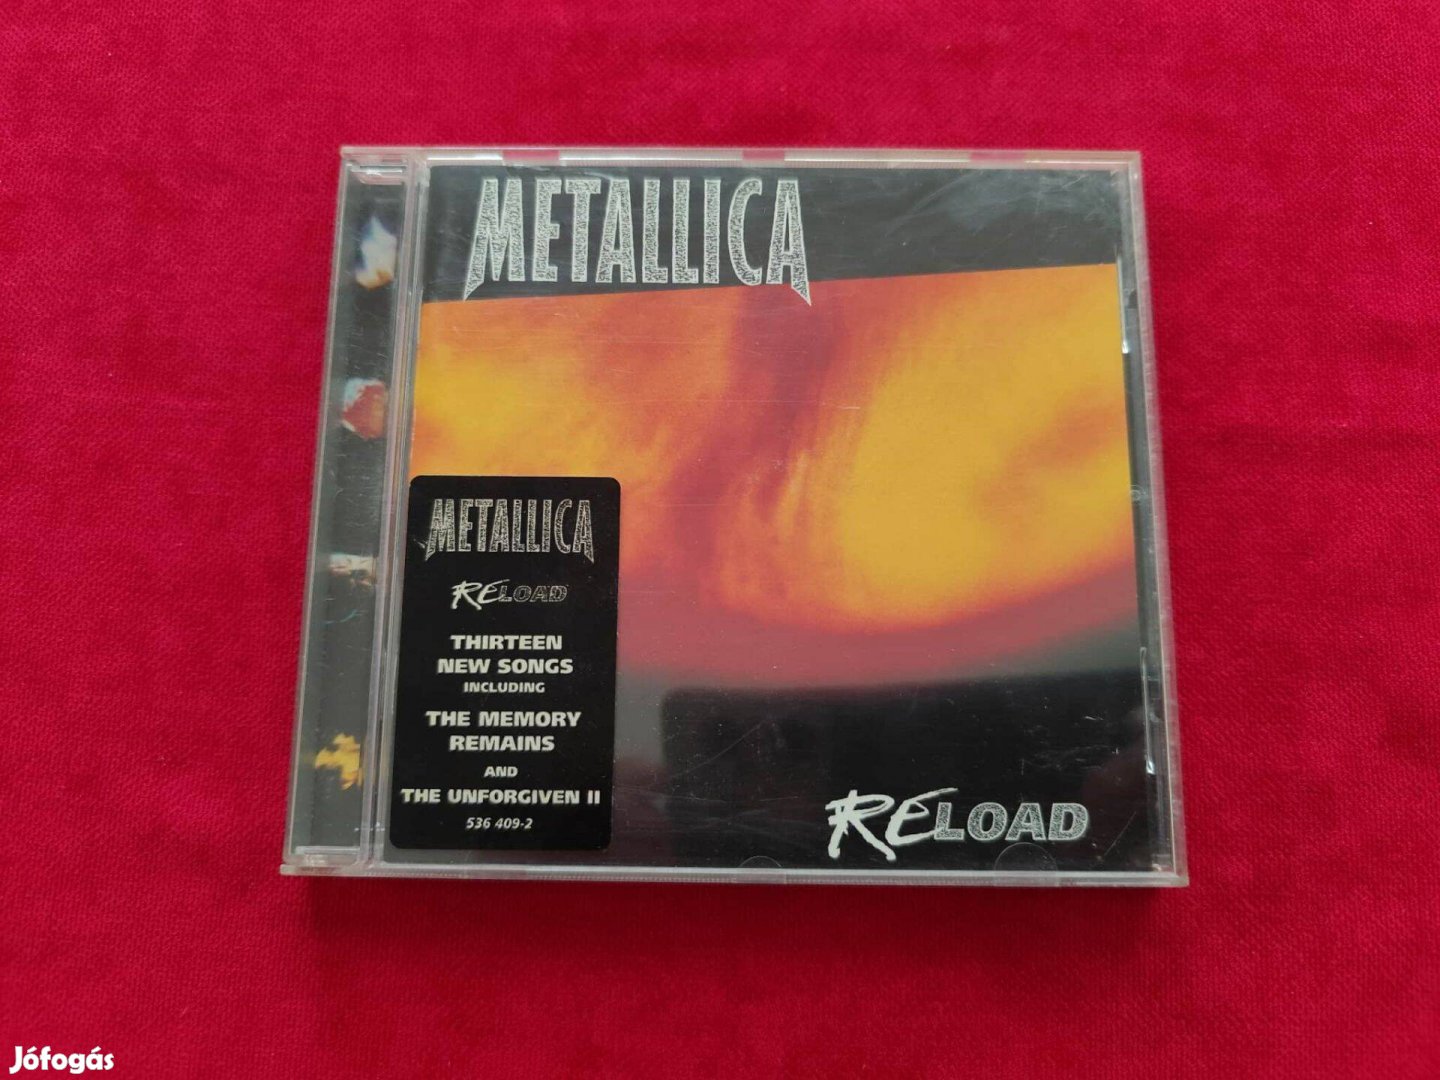 METALLICA
METALLICA
RELOAD
THIRTEEN
NEW SONGS
INCLUDING
THE MEMORY
REMAINS
AND
THE UNFORGIVEN II
536 409-2
RELOAD
Jófogás